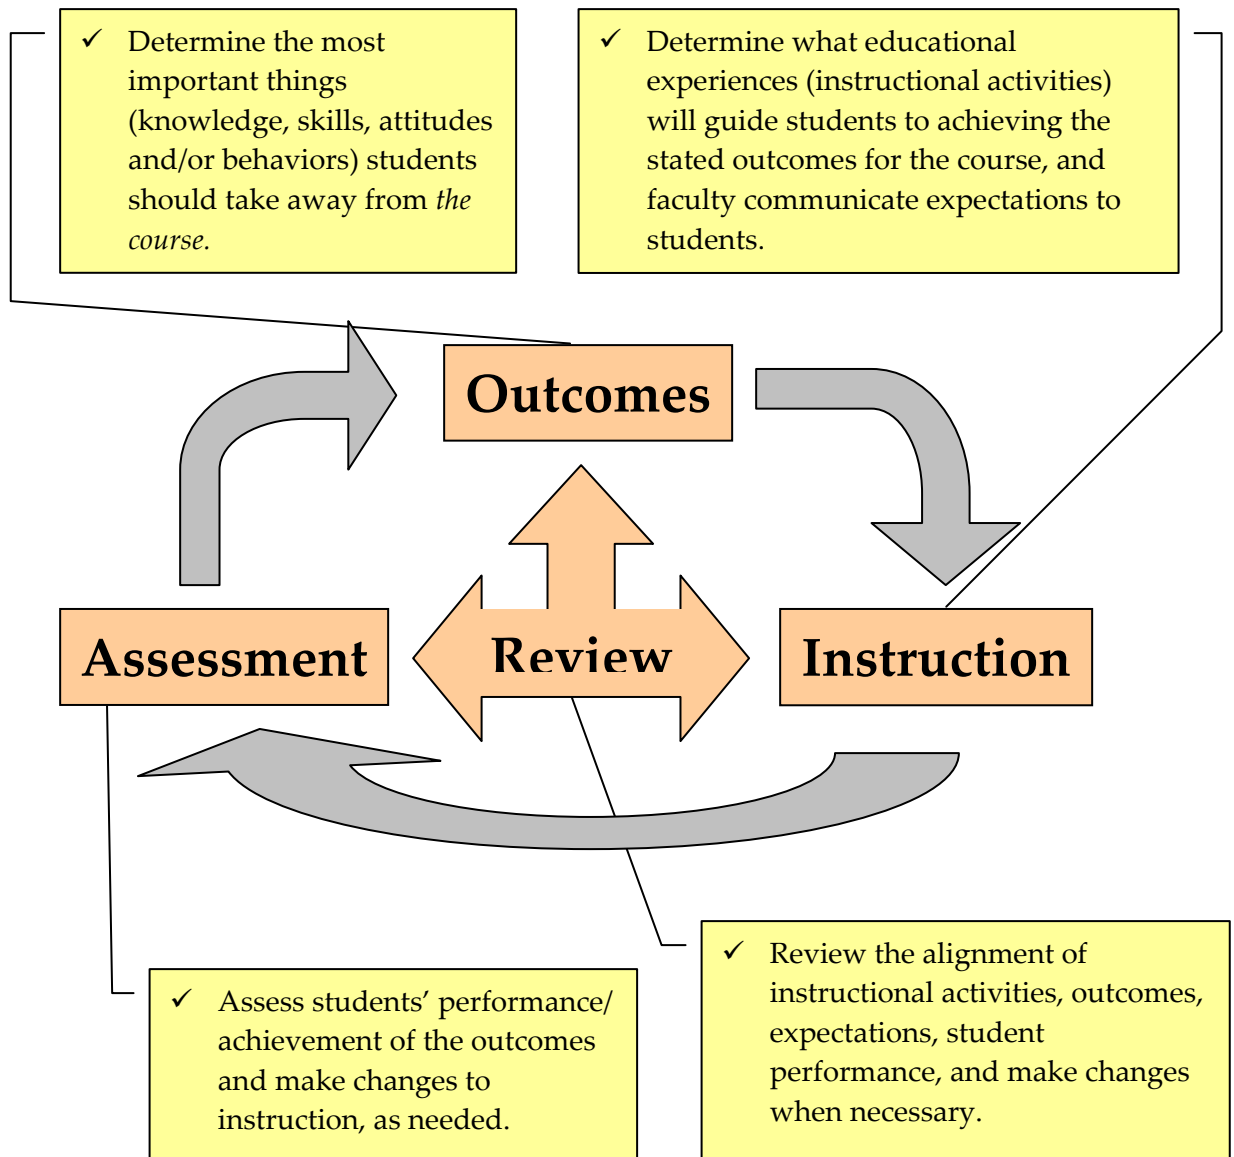 ✓ Determine the most
important things
(knowledge, skills, attitudes
and/or behaviors) students
should take away from the
course.
✓ Determine what educational
experiences (instructional activities)
will guide students to achieving the
stated outcomes for the course, and
faculty communicate expectations to
students.
Outcomes
Assessment
Review
Instruction
✓ Assess students’ performance/
achievement of the outcomes
and make changes to
instruction, as needed.
✓ Review the alignment of
instructional activities, outcomes,
expectations, student
performance, and make changes
when necessary.